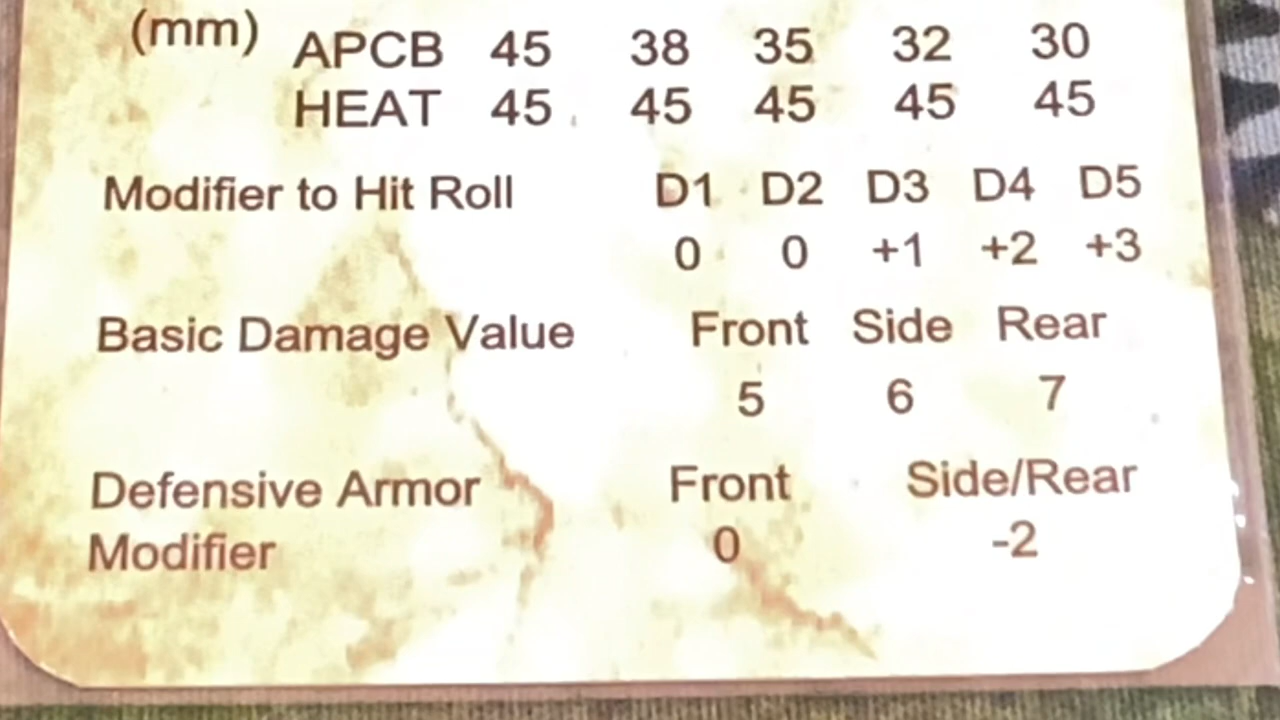 (mm) APCB 45 38 35 32 30
HEAT 45 45 45 45 45
Modifier to Hit Roll D1 D2 D3 D4 D5
0 0 +1 +2 +3
Basic Damage Value Front Side Rear
5 6 7
Defensive Armor Front Side/Rear
Modifier 0 -2